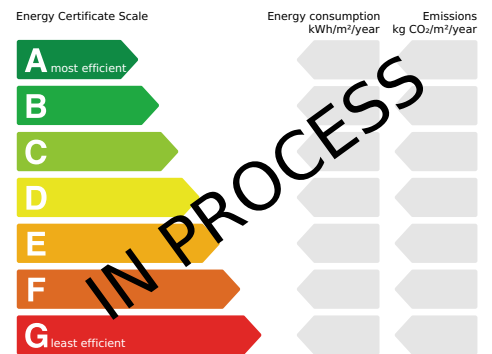 Energy Certificate Scale
Energy consumption
kWh/m²/year
Emissions
kg CO₂/m²/year
A most efficient
B
C
D
E
F
G least efficient
IN PROCESS